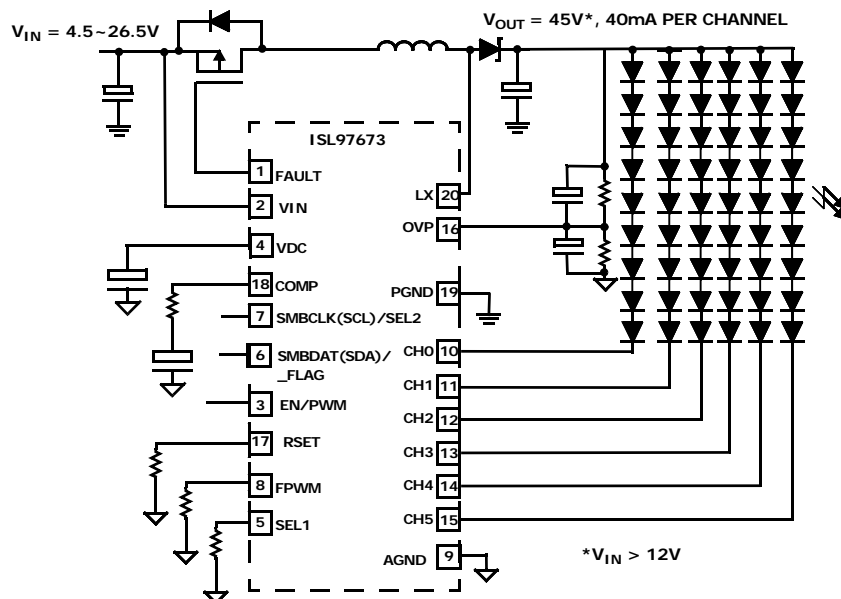 V_IN = 4.5~26.5V
V_OUT = 45V*, 40mA PER CHANNEL
ISL97673
1 FAULT
2 VIN
4 VDC
18 COMP
7 SMBCLK(SCL)/SEL2
6 SMBDAT(SDA)/
_FLAG
3 EN/PWM
17 RSET
8 FPWM
5 SEL1
LX 20
OVP 16
PGND 19
CH0 10
CH1 11
CH2 12
CH3 13
CH4 14
CH5 15
AGND 9
*V_IN > 12V